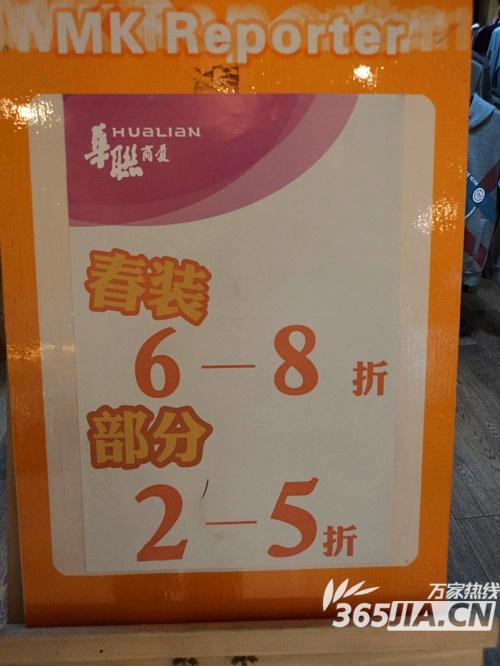 MK Reporter
HUALIAN
華聯商廈
春装
6—8折
部分
2—5折
万家热线
365JIA.CN